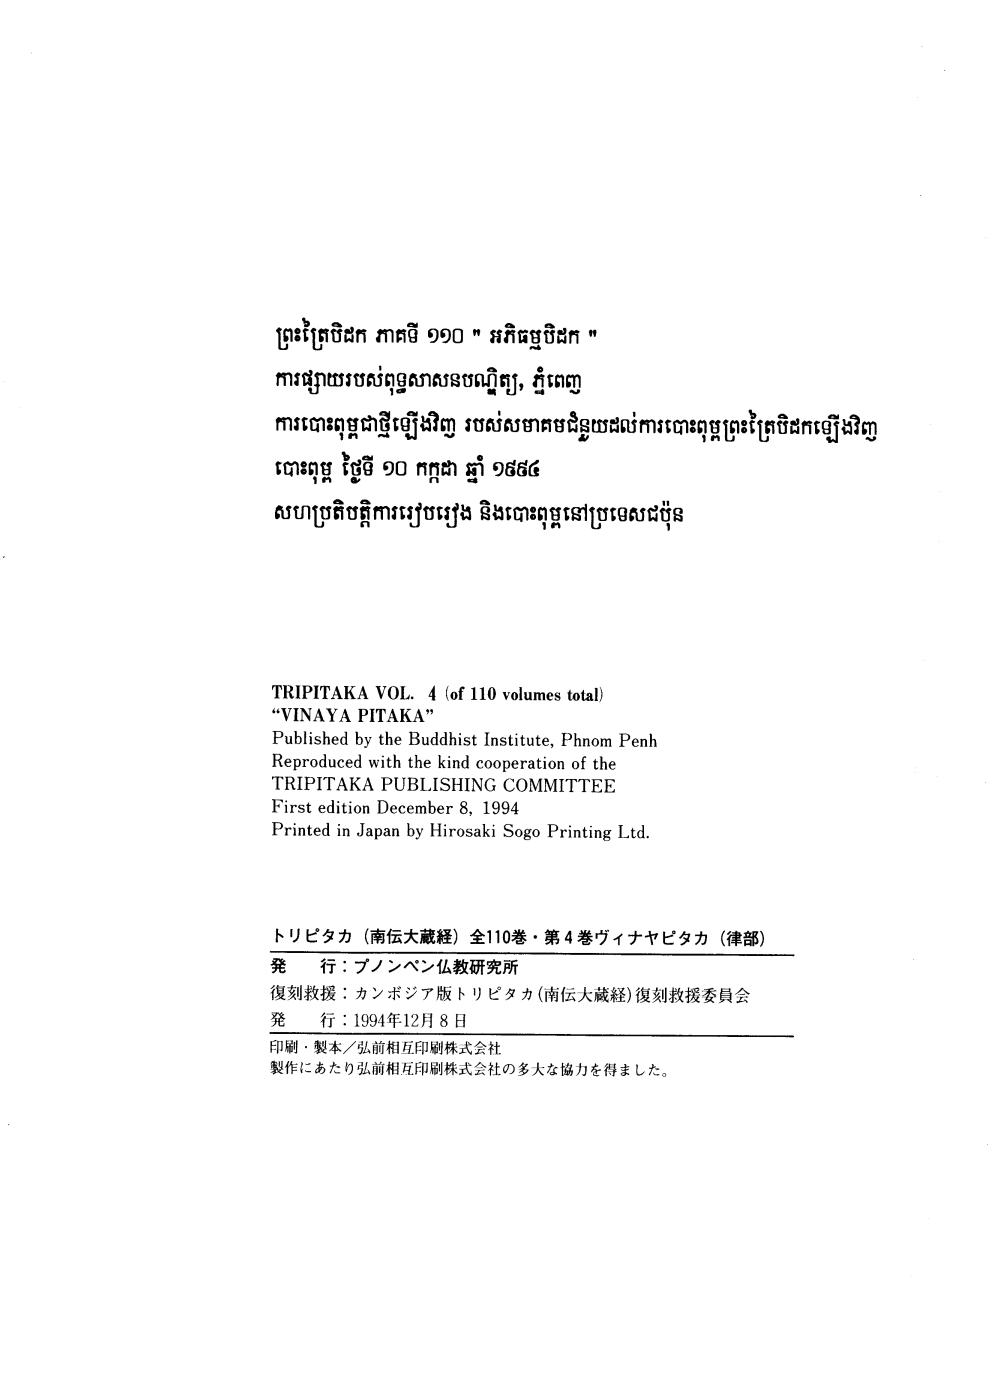 ព្រះត្រៃបិដក ភាគទី ១១០ " អភិធម្មបិដក "
ការផ្សាយរបស់ពុទ្ធសាសនបណ្ឌិត្យ, ភ្នំពេញ
ការបោះពុម្ពជាថ្មីឡើងវិញ របស់សមាគមជំនួយដល់ការបោះពុម្ពព្រះត្រៃបិដកឡើងវិញ
បោះពុម្ព ថ្ងៃទី ១០ កក្កដា ឆ្នាំ ១៩៩៤
សហប្រតិបត្តិការរៀបរៀង និងបោះពុម្ពនៅប្រទេសជប៉ុន
TRIPITAKA VOL. 4 (of 110 volumes total)
“VINAYA PITAKA”
Published by the Buddhist Institute, Phnom Penh
Reproduced with the kind cooperation of the
TRIPITAKA PUBLISHING COMMITTEE
First edition December 8, 1994
Printed in Japan by Hirosaki Sogo Printing Ltd.
トリピタカ（南伝大蔵経）全110巻・第4巻ヴィナヤピタカ（律部）
発　行：プノンペン仏教研究所
復刻救援：カンボジア版トリピタカ(南伝大蔵経)復刻救援委員会
発　行：1994年12月8日
印刷・製本／弘前相互印刷株式会社
製作にあたり弘前相互印刷株式会社の多大な協力を得ました。